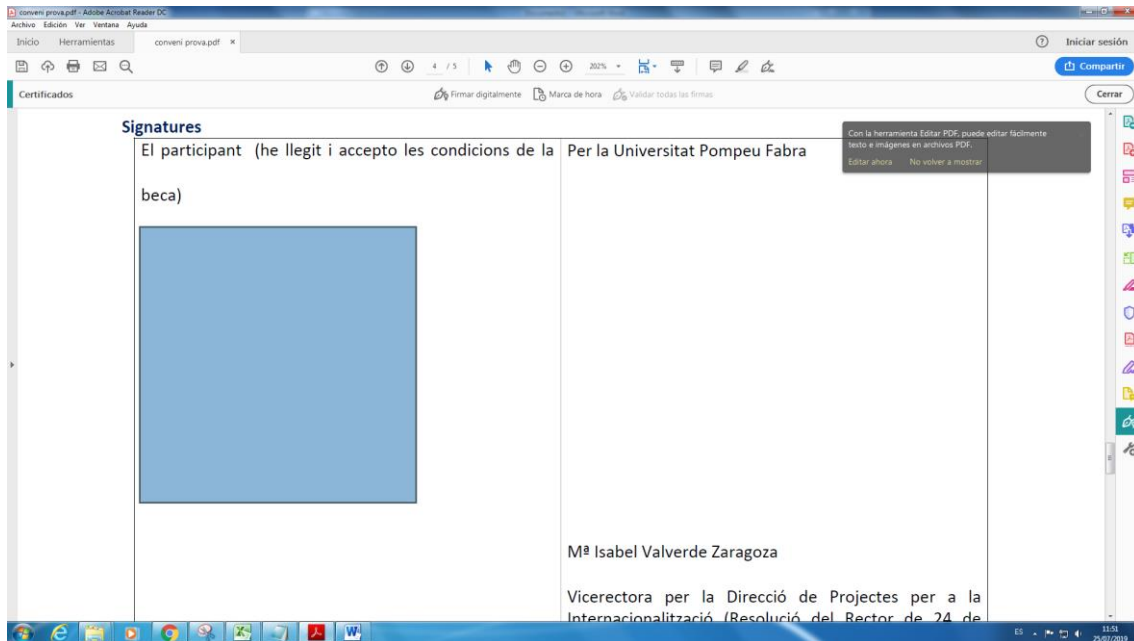 conveni prova.pdf - Adobe Acrobat Reader DC
Archivo Edición Ver Ventana Ayuda
Inicio Herramientas conveni prova.pdf × Iniciar sesión
4 / 5 202% Compartir
Certificados Firmar digitalmente Marca de hora Validar todas las firmas Cerrar
Con la herramienta Editar PDF, puede editar fácilmente
texto e imágenes en archivos PDF.
Editar ahora No volver a mostrar
Signatures
El participant (he llegit i accepto les condicions de la
beca)
Per la Universitat Pompeu Fabra
Mª Isabel Valverde Zaragoza
Vicerectora per la Direcció de Projectes per a la
Internacionalització (Resolució del Rector de 24 de
ES 11:51
25/07/2019